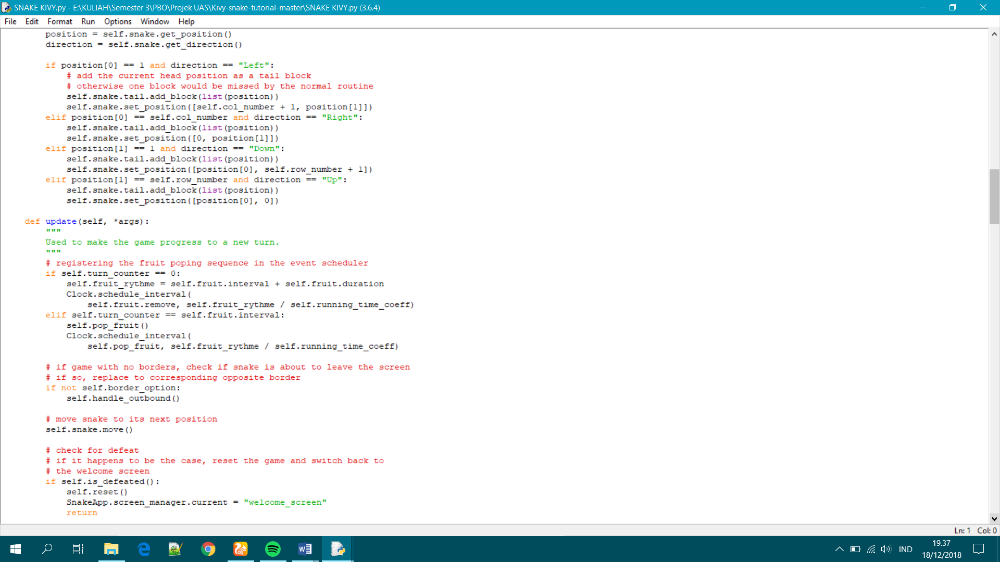 SNAKE KIVY.py - E:\KULIAH\Semester 3\PBO\Projek UAS\Kivy-snake-tutorial-master\SNAKE KIVY.py (3.6.4)
File Edit Format Run Options Window Help
        position = self.snake.get_position()
        direction = self.snake.get_direction()

        if position[0] == 1 and direction == "Left":
            # add the current head position as a tail block
            # otherwise one block would be missed by the normal routine
            self.snake.tail.add_block(list(position))
            self.snake.set_position([self.col_number + 1, position[1]])
        elif position[0] == self.col_number and direction == "Right":
            self.snake.tail.add_block(list(position))
            self.snake.set_position([0, position[1]])
        elif position[1] == 1 and direction == "Down":
            self.snake.tail.add_block(list(position))
            self.snake.set_position([position[0], self.row_number + 1])
        elif position[1] == self.row_number and direction == "Up":
            self.snake.tail.add_block(list(position))
            self.snake.set_position([position[0], 0])

    def update(self, *args):
        """
        Used to make the game progress to a new turn.
        """
        # registering the fruit poping sequence in the event scheduler
        if self.turn_counter == 0:
            self.fruit_rythme = self.fruit.interval + self.fruit.duration
            Clock.schedule_interval(
                self.fruit.remove, self.fruit_rythme / self.running_time_coeff)
        elif self.turn_counter == self.fruit.interval:
            self.pop_fruit()
            Clock.schedule_interval(
                self.pop_fruit, self.fruit_rythme / self.running_time_coeff)

        # if game with no borders, check if snake is about to leave the screen
        # if so, replace to corresponding opposite border
        if not self.border_option:
            self.handle_outbound()

        # move snake to its next position
        self.snake.move()

        # check for defeat
        # if it happens to be the case, reset the game and switch back to
        # the welcome screen
        if self.is_defeated():
            self.reset()
            SnakeApp.screen_manager.current = "welcome_screen"
            return
Ln: 1 Col: 0
IND
19.37
18/12/2018